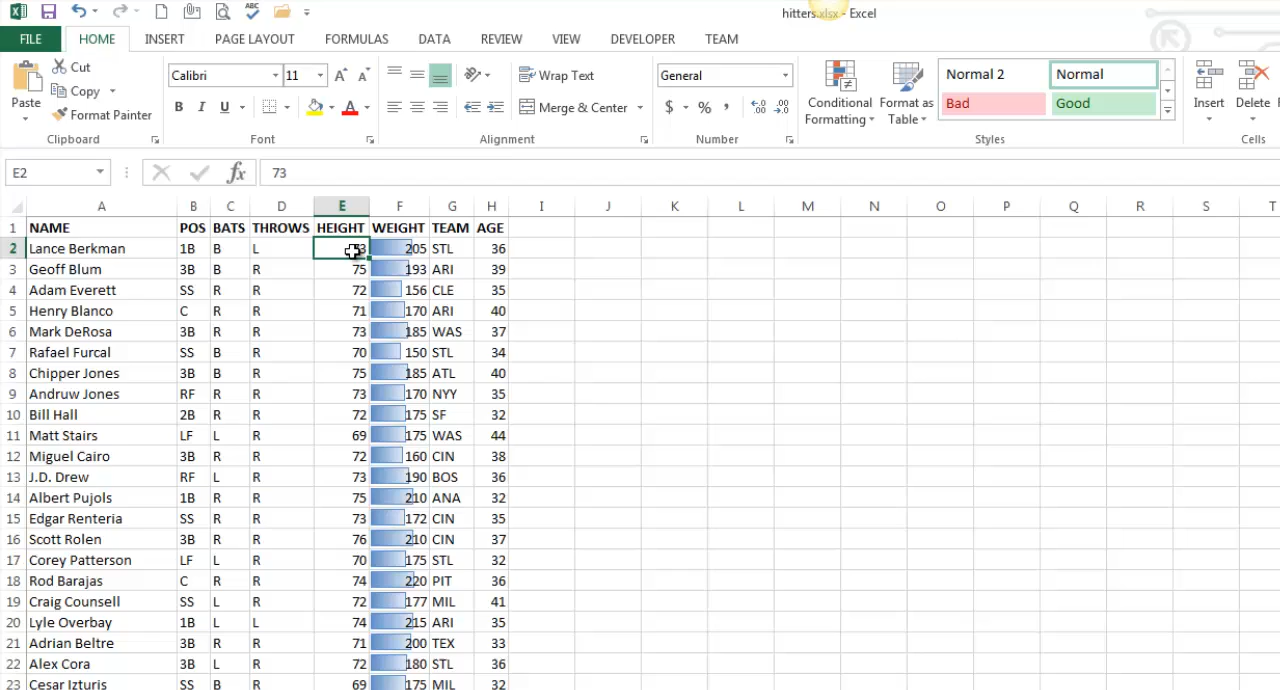 hitters.xlsx - Excel
FILE HOME INSERT PAGE LAYOUT FORMULAS DATA REVIEW VIEW DEVELOPER TEAM
Paste
Cut
Copy
Format Painter
Clipboard
Calibri 11
B I U
Font
Wrap Text
Merge & Center
Alignment
General
$ % ,
Number
Conditional Formatting
Format as Table
Normal 2 Normal
Bad Good
Styles
Insert Delete
Cells
E2 fx 73
A B C D E F G H I J K L M N O P Q R S T
1 NAME POS BATS THROWS HEIGHT WEIGHT TEAM AGE
2 Lance Berkman 1B B L 3 205 STL 36
3 Geoff Blum 3B B R 75 193 ARI 39
4 Adam Everett SS R R 72 156 CLE 35
5 Henry Blanco C R R 71 170 ARI 40
6 Mark DeRosa 3B R R 73 185 WAS 37
7 Rafael Furcal SS B R 70 150 STL 34
8 Chipper Jones 3B B R 75 185 ATL 40
9 Andruw Jones RF R R 73 170 NYY 35
10 Bill Hall 2B R R 72 175 SF 32
11 Matt Stairs LF L R 69 175 WAS 44
12 Miguel Cairo 3B R R 72 160 CIN 38
13 J.D. Drew RF L R 73 190 BOS 36
14 Albert Pujols 1B R R 75 210 ANA 32
15 Edgar Renteria SS R R 73 172 CIN 35
16 Scott Rolen 3B R R 76 210 CIN 37
17 Corey Patterson LF L R 70 175 STL 32
18 Rod Barajas C R R 74 220 PIT 36
19 Craig Counsell SS L R 72 177 MIL 41
20 Lyle Overbay 1B L L 74 215 ARI 35
21 Adrian Beltre 3B R R 71 200 TEX 33
22 Alex Cora 3B L R 72 180 STL 36
23 Cesar Izturis SS B R 69 175 MIL 32